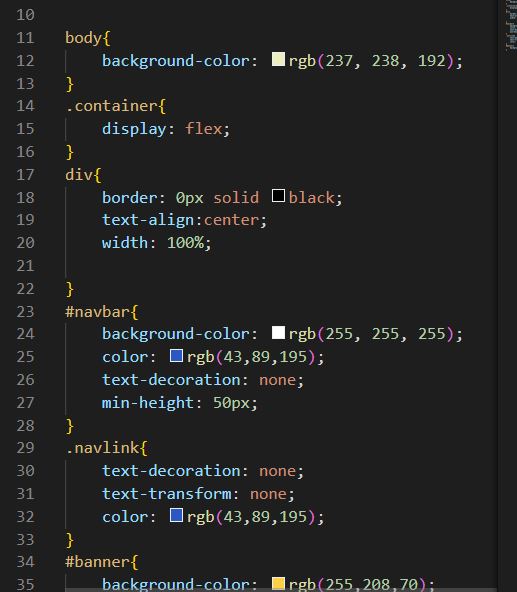 10
11 body{
12 background-color: rgb(237, 238, 192);
13 }
14 .container{
15 display: flex;
16 }
17 div{
18 border: 0px solid black;
19 text-align:center;
20 width: 100%;
21
22 }
23 #navbar{
24 background-color: rgb(255, 255, 255);
25 color: rgb(43,89,195);
26 text-decoration: none;
27 min-height: 50px;
28 }
29 .navlink{
30 text-decoration: none;
31 text-transform: none;
32 color: rgb(43,89,195);
33 }
34 #banner{
35 background-color: rgb(255,208,70);